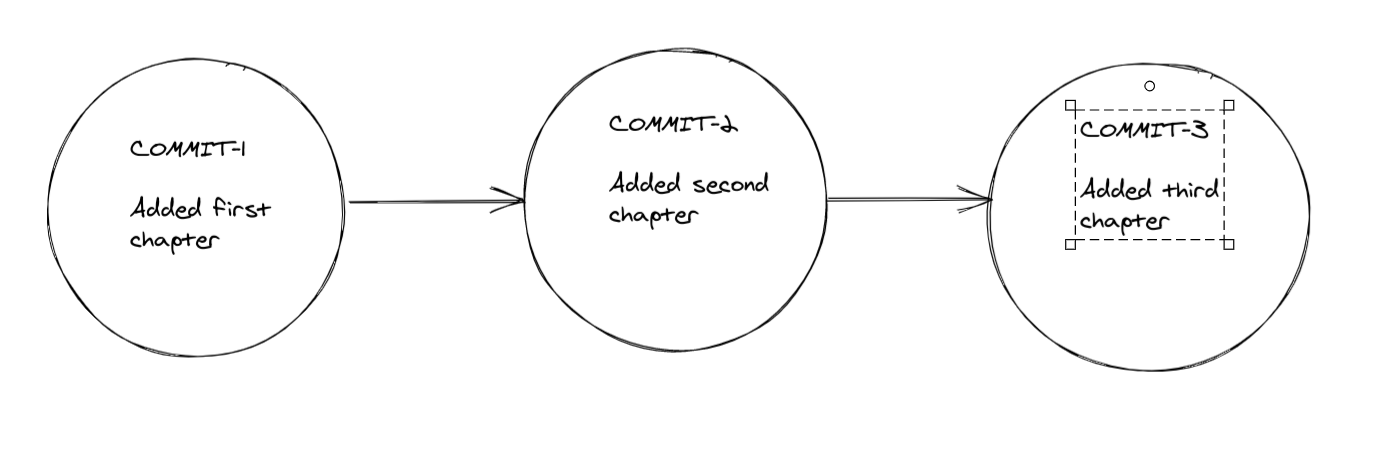 COMMIT-1
Added first
chapter
COMMIT-2
Added second
chapter
COMMIT-3
Added third
chapter